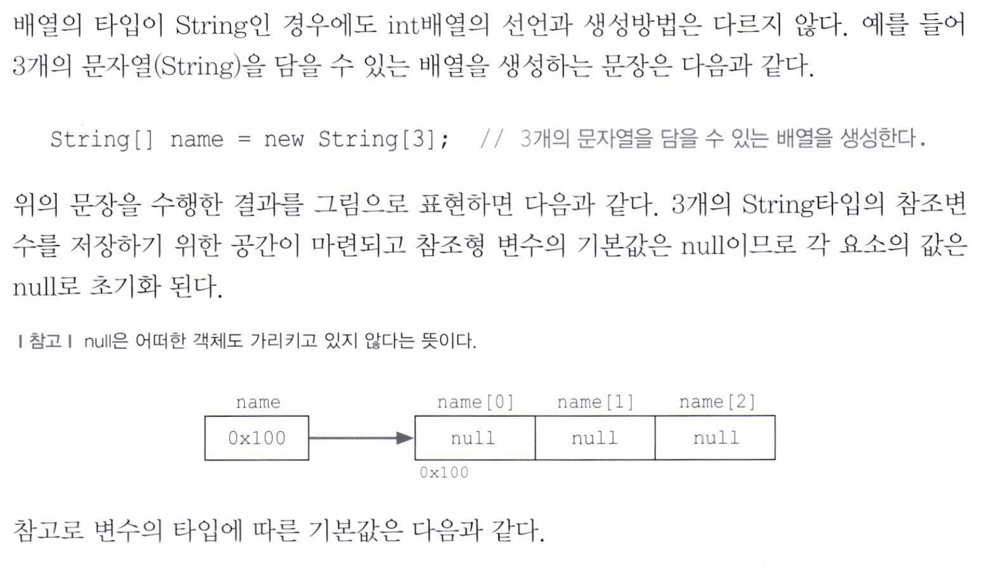 배열의 타입이 String인 경우에도 int배열의 선언과 생성방법은 다르지 않다. 예를 들어
3개의 문자열(String)을 담을 수 있는 배열을 생성하는 문장은 다음과 같다.
String[] name = new String[3]; // 3개의 문자열을 담을 수 있는 배열을 생성한다.
위의 문장을 수행한 결과를 그림으로 표현하면 다음과 같다. 3개의 String타입의 참조변
수를 저장하기 위한 공간이 마련되고 참조형 변수의 기본값은 null이므로 각 요소의 값은
null로 초기화 된다.
| 참고 | null은 어떠한 객체도 가리키고 있지 않다는 뜻이다.
name name[0] name[1] name[2]
0x100 null null null
0x100
참고로 변수의 타입에 따른 기본값은 다음과 같다.